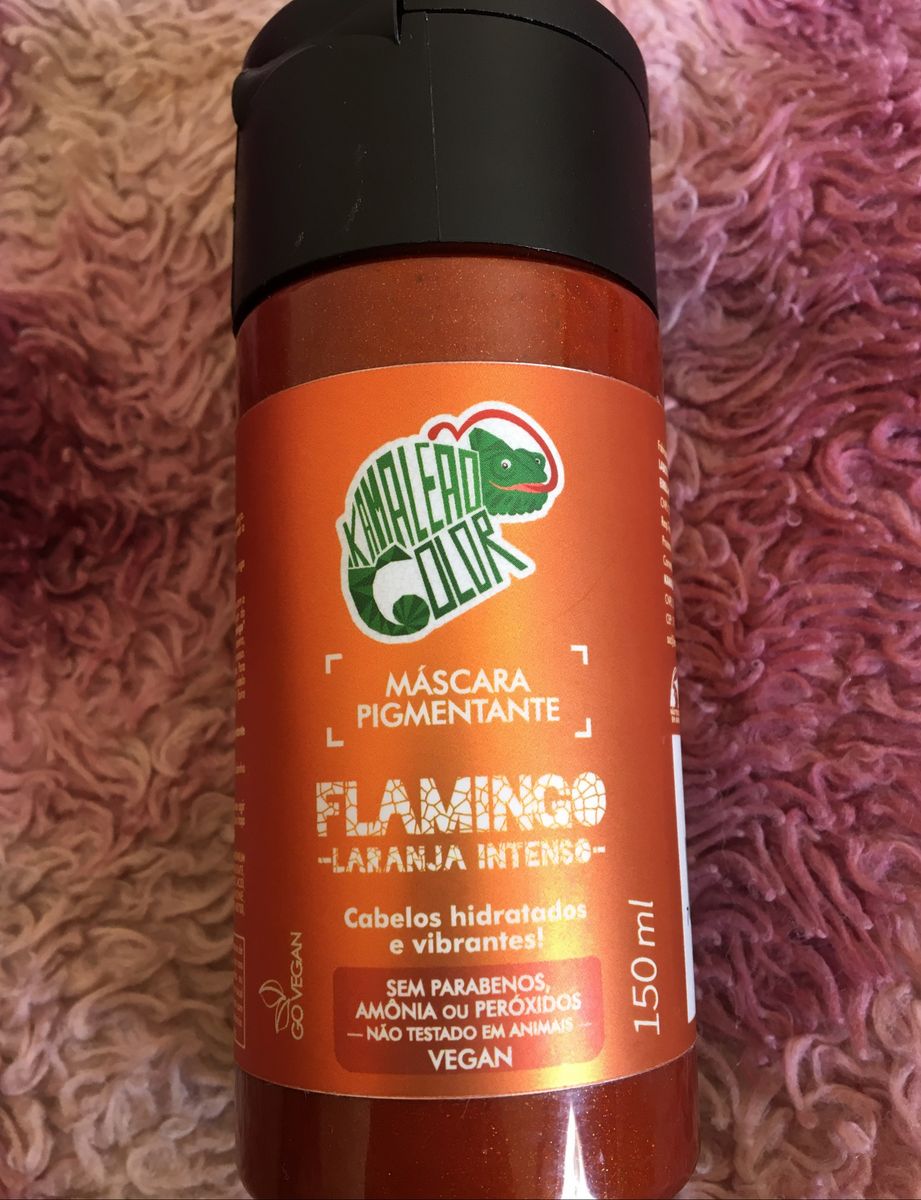 KAMALEÃO
COLOR
MÁSCARA
PIGMENTANTE
FLAMINGO
-LARANJA INTENSO-
Cabelos hidratados
e vibrantes!
GO VEGAN
150 ml
SEM PARABENOS,
AMÔNIA OU PERÓXIDOS
— NÃO TESTADO EM ANIMAIS —
VEGAN